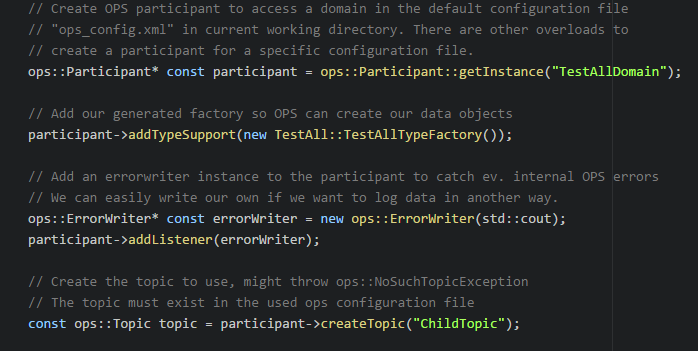 // Create OPS participant to access a domain in the default configuration file
// "ops_config.xml" in current working directory. There are other overloads to
// create a participant for a specific configuration file.
ops::Participant* const participant = ops::Participant::getInstance("TestAllDomain");
// Add our generated factory so OPS can create our data objects
participant->addTypeSupport(new TestAll::TestAllTypeFactory());
// Add an errorwriter instance to the participant to catch ev. internal OPS errors
// We can easily write our own if we want to log data in another way.
ops::ErrorWriter* const errorWriter = new ops::ErrorWriter(std::cout);
participant->addListener(errorWriter);
// Create the topic to use, might throw ops::NoSuchTopicException
// The topic must exist in the used ops configuration file
const ops::Topic topic = participant->createTopic("ChildTopic");